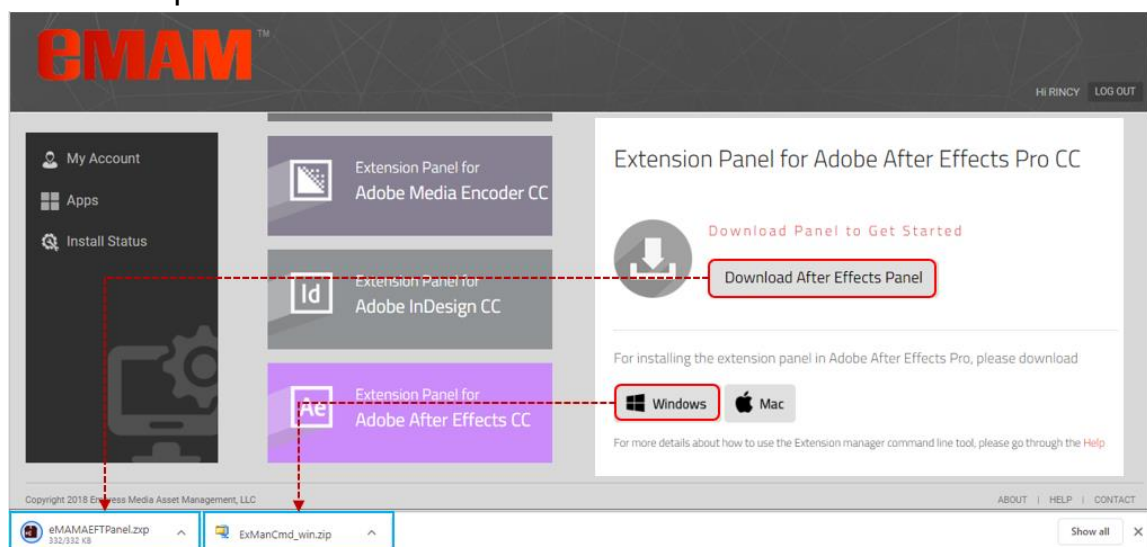 eMAM™
Hi RINCY LOG OUT
My Account
Apps
Install Status
Extension Panel for
Adobe Media Encoder CC
Id
Extension Panel for
Adobe InDesign CC
Ae
Extension Panel for
Adobe After Effects CC
Extension Panel for Adobe After Effects Pro CC
Download Panel to Get Started
Download After Effects Panel
For installing the extension panel in Adobe After Effects Pro, please download
Windows
Mac
For more details about how to use the Extension manager command line tool, please go through the Help
Copyright 2018 Empress Media Asset Management, LLC
ABOUT | HELP | CONTACT
eMAMAEFTPanel.zxp
332/332 KB
ExManCmd_win.zip
Show all